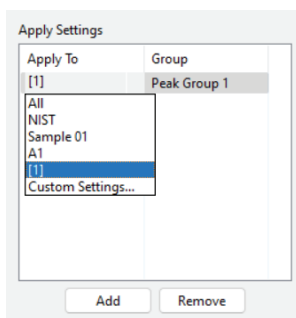 Apply Settings
Apply To Group
[1] Peak Group 1
All
NIST
Sample 01
A1
[1]
Custom Settings...
Add Remove